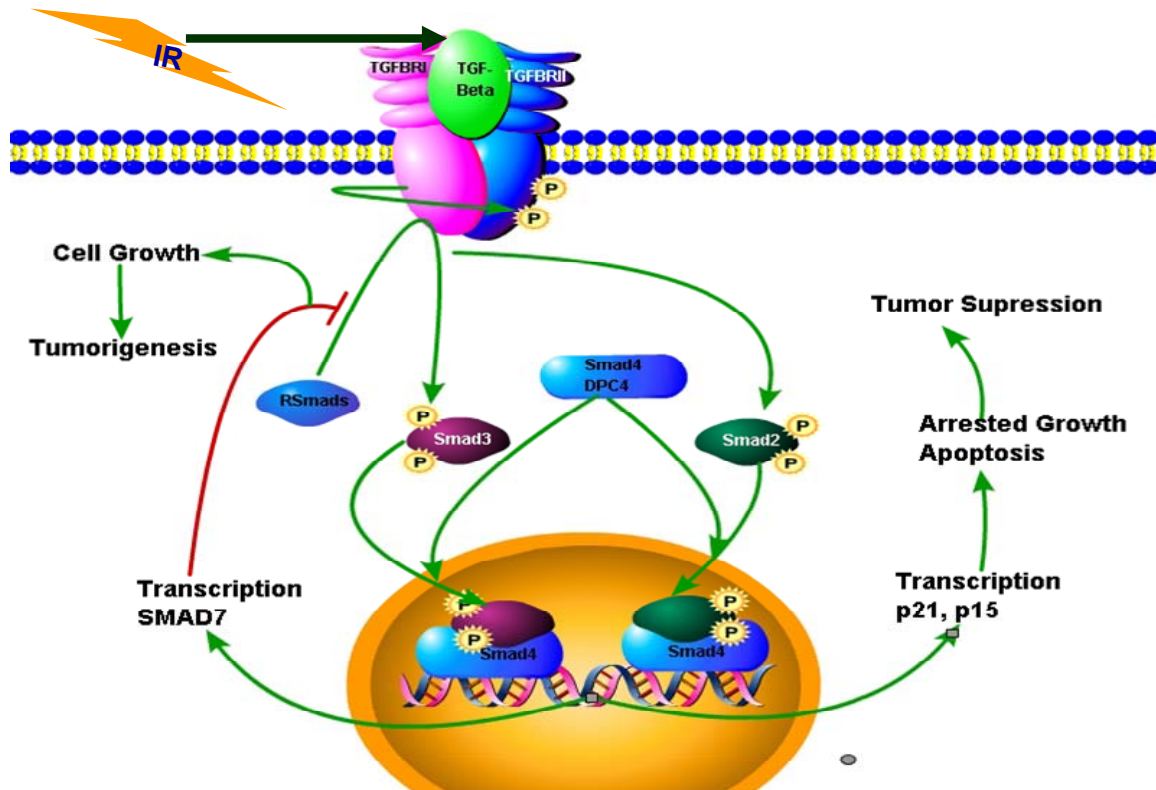 IR
TGFBRI
TGF-
Beta
TGFBRII
P
P
Cell Growth
Tumorigenesis
Tumor Supression
RSmads
Smad4
DPC4
P
Smad3
P
Smad2
P
P
Arrested Growth
Apoptosis
Transcription
SMAD7
Transcription
p21, p15
P
P
Smad4
P
P
Smad4